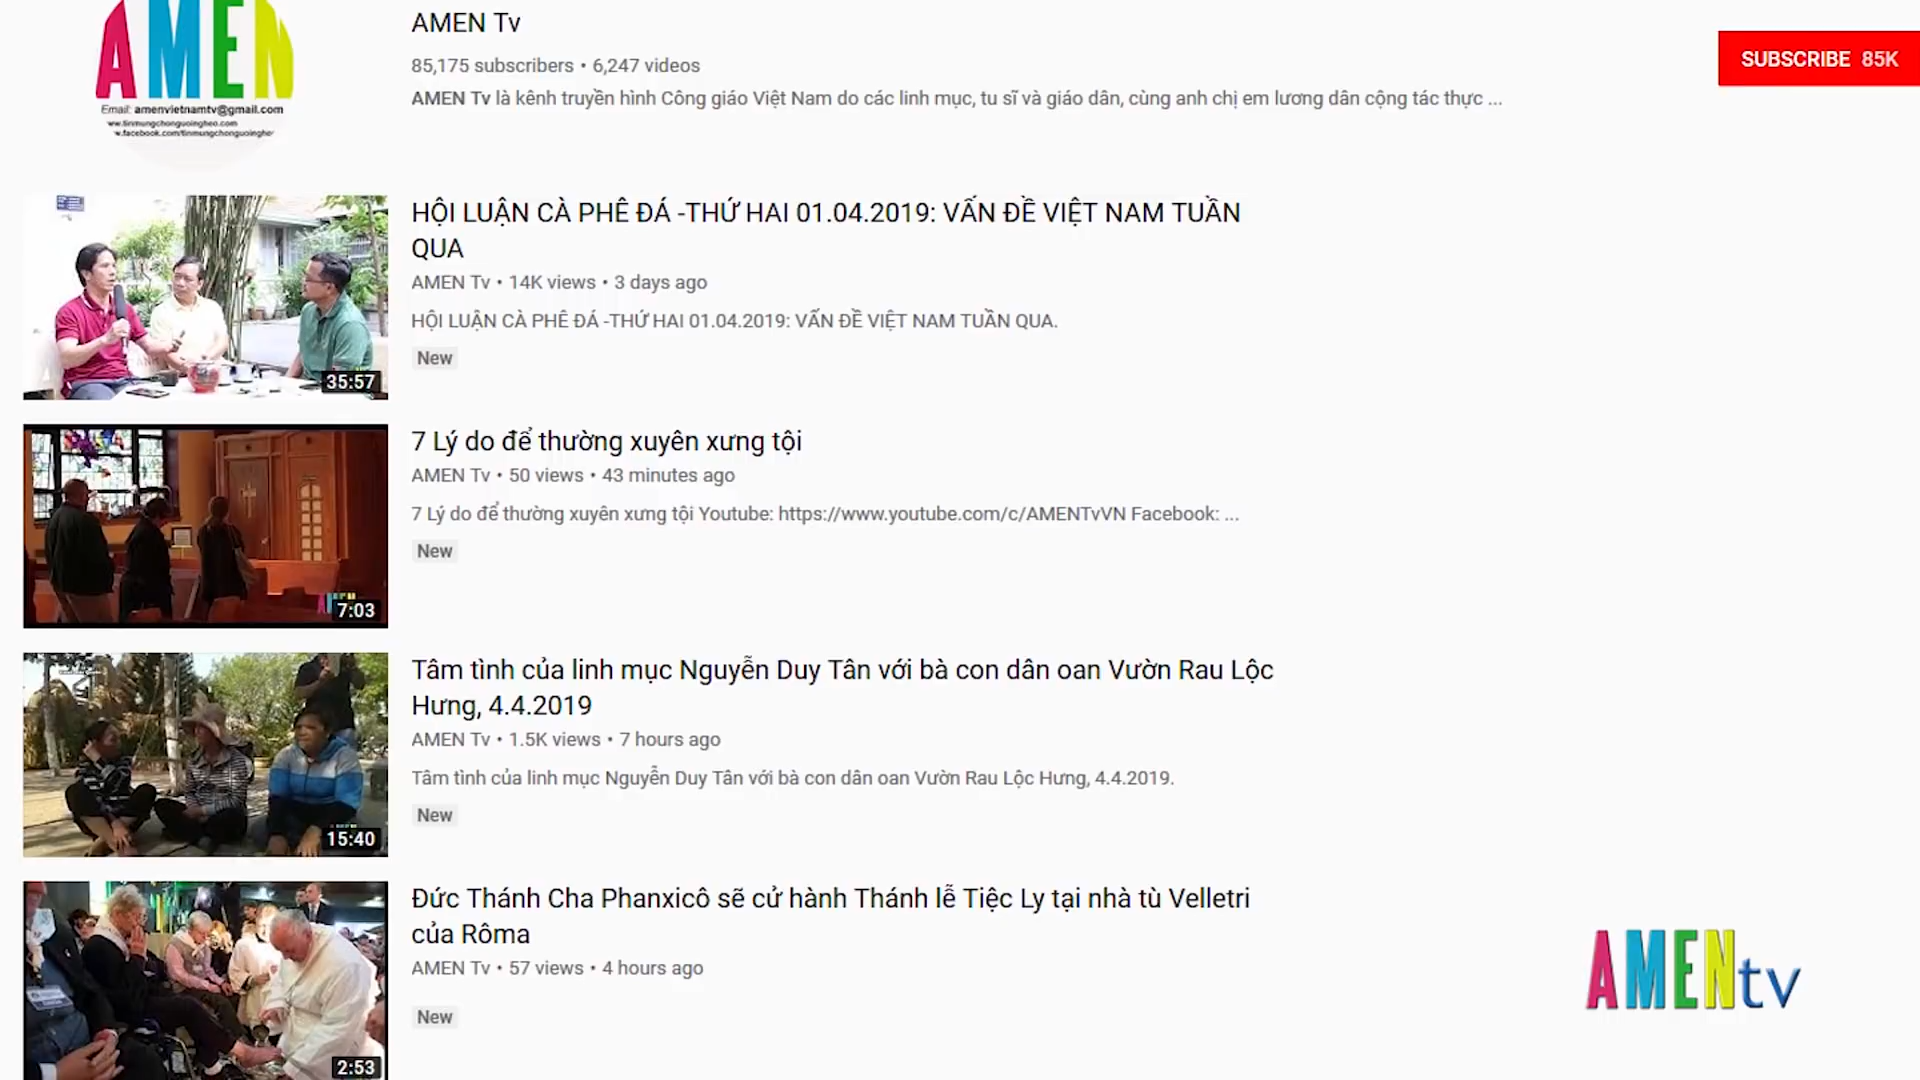 AMEN
Email: amenvietnamtv@gmail.com
www.tinmungchonguoingheo.com
w.facebook.com/tinmungchonguoinghe
AMEN Tv
85,175 subscribers • 6,247 videos
AMEN Tv là kênh truyền hình Công giáo Việt Nam do các linh mục, tu sĩ và giáo dân, cùng anh chị em lương dân cộng tác thực ...
SUBSCRIBE 85K
HỘI LUẬN CÀ PHÊ ĐÁ -THỨ HAI 01.04.2019: VẤN ĐỀ VIỆT NAM TUẦN
QUA
AMEN Tv • 14K views • 3 days ago
HỘI LUẬN CÀ PHÊ ĐÁ -THỨ HAI 01.04.2019: VẤN ĐỀ VIỆT NAM TUẦN QUA.
New
35:57
7 Lý do để thường xuyên xưng tội
AMEN Tv • 50 views • 43 minutes ago
7 Lý do để thường xuyên xưng tội Youtube: https://www.youtube.com/c/AMENTvVN Facebook: ...
New
7:03
Tâm tình của linh mục Nguyễn Duy Tân với bà con dân oan Vườn Rau Lộc
Hưng, 4.4.2019
AMEN Tv • 1.5K views • 7 hours ago
Tâm tình của linh mục Nguyễn Duy Tân với bà con dân oan Vườn Rau Lộc Hưng, 4.4.2019.
New
15:40
Đức Thánh Cha Phanxicô sẽ cử hành Thánh lễ Tiệc Ly tại nhà tù Velletri
của Rôma
AMEN Tv • 57 views • 4 hours ago
New
2:53
AMENtv